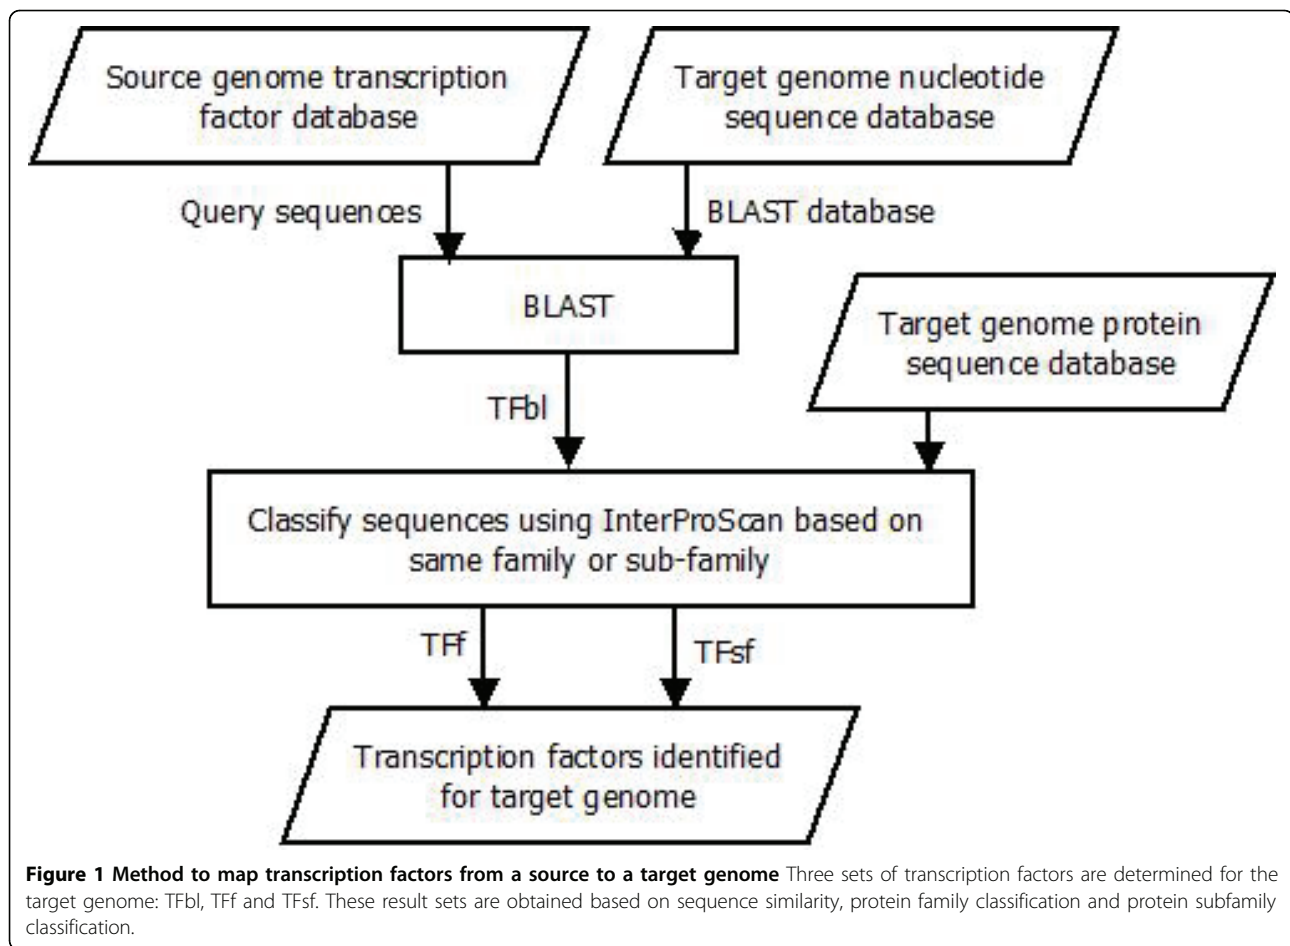 Source genome transcription
factor database
Target genome nucleotide
sequence database
Query sequences
BLAST database
BLAST
Target genome protein
sequence database
TFbl
Classify sequences using InterProScan based on
same family or sub-family
TFf
TFsf
Transcription factors identified
for target genome
Figure 1 Method to map transcription factors from a source to a target genome Three sets of transcription factors are determined for the
target genome: TFbl, TFf and TFsf. These result sets are obtained based on sequence similarity, protein family classification and protein subfamily
classification.